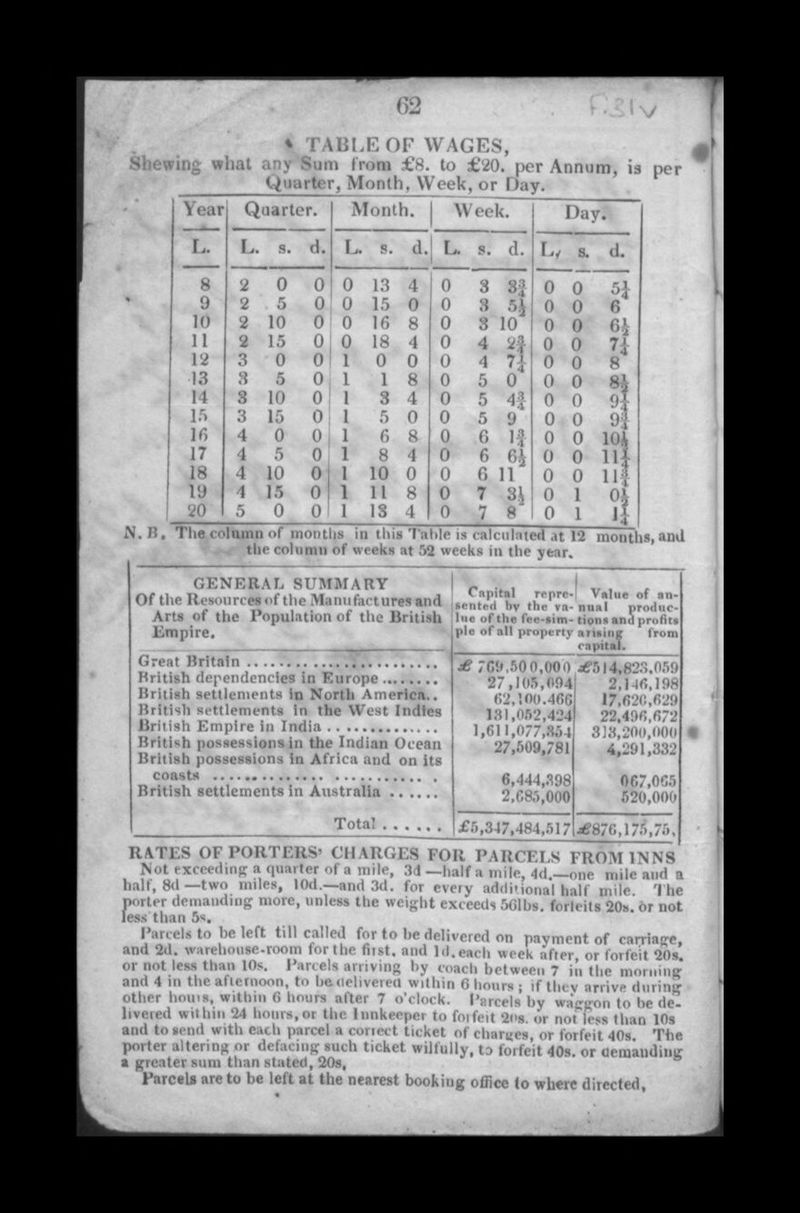 62
F.31v
TABLE OF WAGES,
Shewing what any Sum from £8. to £20. per Annum, is per
Quarter, Month, Week, or Day.
Year Quarter. Month. Week. Day.
L. L. s. d. L. s. d. L. s. d. L. s. d.
8 2 0 0 0 13 4 0 3 3¾ 0 0 5¼
9 2 5 0 0 15 0 0 3 5½ 0 0 6
10 2 10 0 0 16 8 0 3 10 0 0 6½
11 2 15 0 0 18 4 0 4 2¾ 0 0 7¼
12 3 0 0 1 0 0 0 4 7¼ 0 0 8
13 3 5 0 1 1 8 0 5 0 0 0 8½
14 3 10 0 1 3 4 0 5 4¾ 0 0 9¼
15 3 15 0 1 5 0 0 5 9 0 0 9¾
16 4 0 0 1 6 8 0 6 1¾ 0 0 10½
17 4 5 0 1 8 4 0 6 6½ 0 0 11¼
18 4 10 0 1 10 0 0 6 11 0 0 11¾
19 4 15 0 1 11 8 0 7 3½ 0 1 0½
20 5 0 0 1 13 4 0 7 8 0 1 1¼
N. B. The column of months in this Table is calculated at 12 months, and
the column of weeks at 52 weeks in the year.
GENERAL SUMMARY
Of the Resources of the Manufactures and
Arts of the Population of the British
Empire.
Capital repre-
sented by the va-
lue of the fee-sim-
ple of all property
Value of an-
nual produc-
tions and profits
arising from
capital.
Great Britain ........................ £769,500,000 £514,823,059
British dependencies in Europe ........ 27,105,094 2,146,198
British settlements in North America.. 62,100.466 17,620,629
British settlements in the West Indies 131,052,424 22,496,672
British Empire in India .............. 1,611,077,354 313,200,000
British possessions in the Indian Ocean 27,509,781 4,291,332
British possessions in Africa and on its
coasts ........................ 6,444,398 067,065
British settlements in Australia ...... 2,685,000 520,000
Total ...... £5,347,484,517 £876,175,75,
RATES OF PORTERS' CHARGES FOR PARCELS FROM INNS
Not exceeding a quarter of a mile, 3d—half a mile, 4d.—one mile and a
half, 8d—two miles, 10d.—and 3d. for every additional half mile. The
porter demanding more, unless the weight exceeds 56lbs. forfeits 20s. or not
less than 5s.
Parcels to be left till called for to be delivered on payment of carriage,
and 2d. warehouse-room for the first, and 1d. each week after, or forfeit 20s.
or not less than 10s. Parcels arriving by coach between 7 in the morning
and 4 in the afternoon, to be delivered within 6 hours; if they arrive during
other hours, within 6 hours after 7 o'clock. Parcels by waggon to be de-
livered within 24 hours, or the Innkeeper to forfeit 20s. or not less than 10s
and to send with each parcel a correct ticket of charges, or forfeit 40s. The
porter altering or defacing such ticket wilfully, to forfeit 40s. or demanding
a greater sum than stated, 20s,
Parcels are to be left at the nearest booking office to where directed,